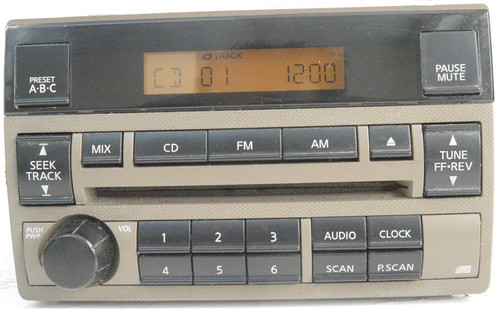 TRACK
CD 01 12:00
PRESET
A·B·C
PAUSE
MUTE
SEEK
TRACK
MIX
CD
FM
AM
TUNE
FF·REV
PUSH
PWR
VOL
1
2
3
AUDIO
CLOCK
4
5
6
SCAN
P.SCAN